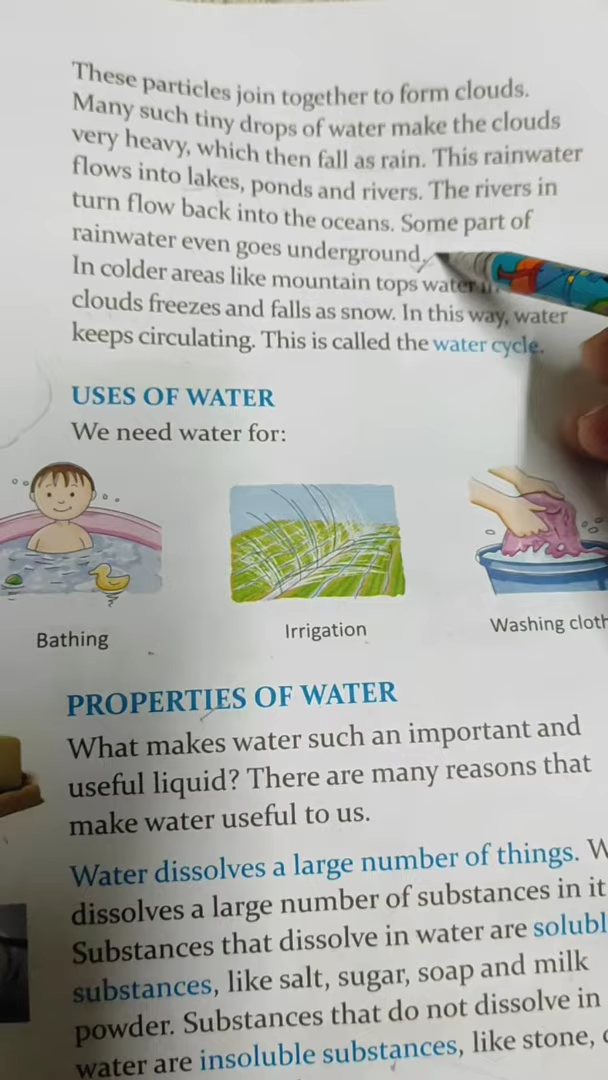 These particles join together to form clouds.
Many such tiny drops of water make the clouds
very heavy, which then fall as rain. This rainwater
flows into lakes, ponds and rivers. The rivers in
turn flow back into the oceans. Some part of
rainwater even goes underground.
In colder areas like mountain tops water in
clouds freezes and falls as snow. In this way, water
keeps circulating. This is called the water cycle.
USES OF WATER
We need water for:
Bathing
Irrigation
Washing cloth
PROPERTIES OF WATER
What makes water such an important and
useful liquid? There are many reasons that
make water useful to us.
Water dissolves a large number of things.
dissolves a large number of substances in it
Substances that dissolve in water are solubl
substances, like salt, sugar, soap and milk
powder. Substances that do not dissolve in
water are insoluble substances, like stone,